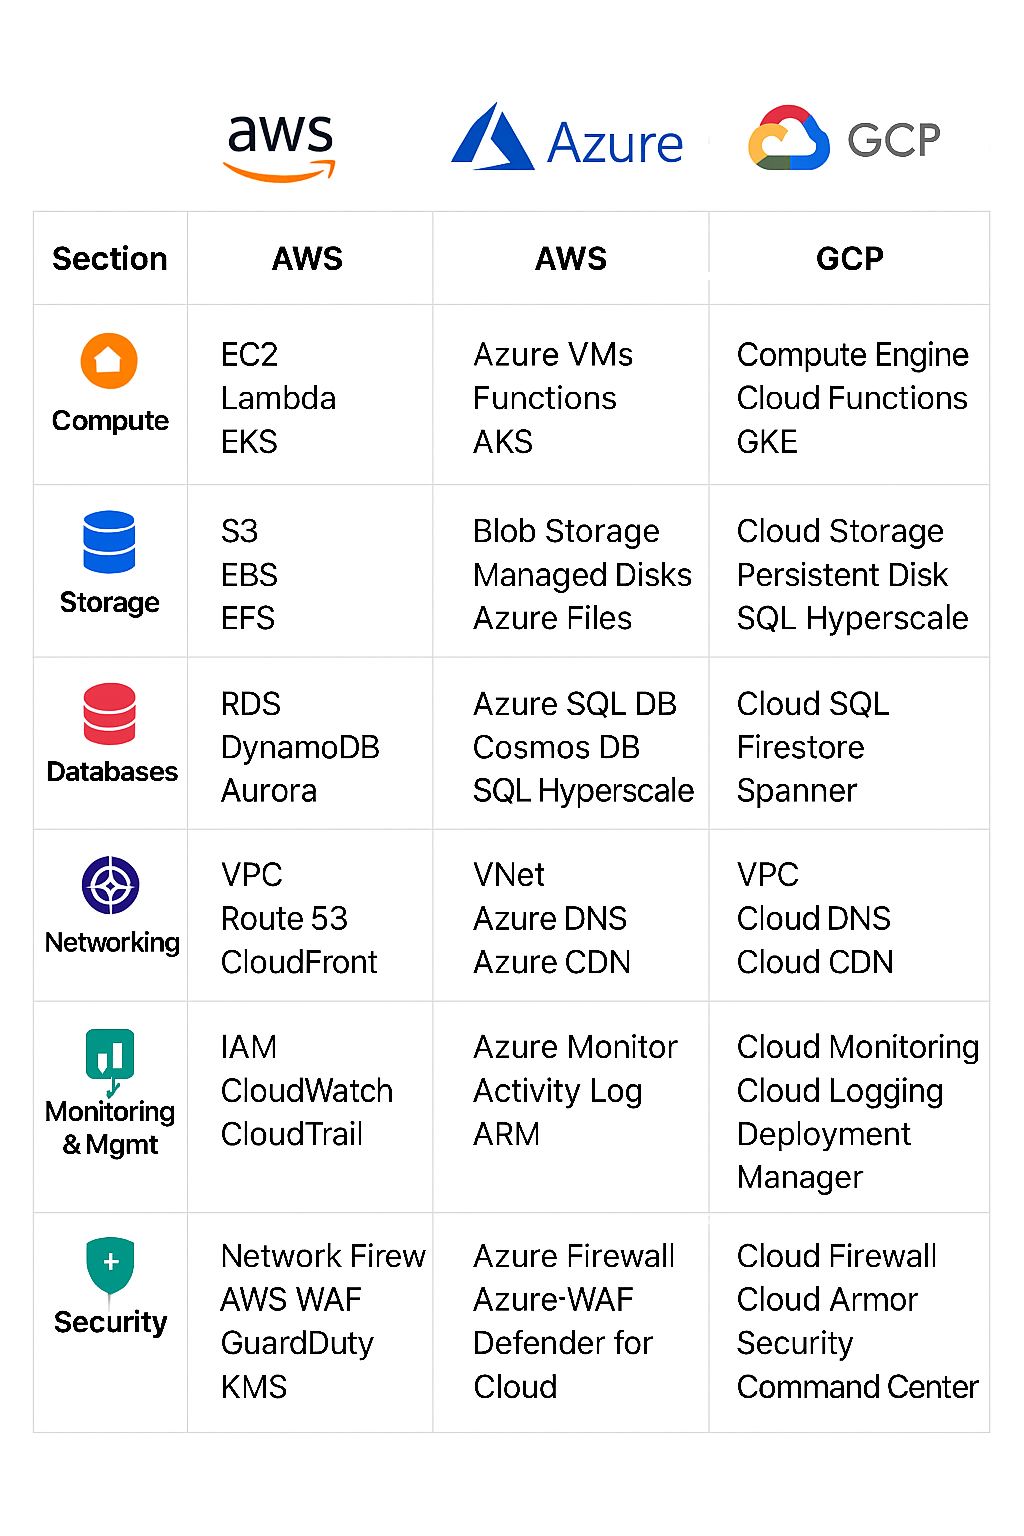 aws
Azure
GCP
Section AWS AWS GCP
Compute
EC2
Lambda
EKS
Azure VMs
Functions
AKS
Compute Engine
Cloud Functions
GKE
Storage
S3
EBS
EFS
Blob Storage
Managed Disks
Azure Files
Cloud Storage
Persistent Disk
SQL Hyperscale
Databases
RDS
DynamoDB
Aurora
Azure SQL DB
Cosmos DB
SQL Hyperscale
Cloud SQL
Firestore
Spanner
Networking
VPC
Route 53
CloudFront
VNet
Azure DNS
Azure CDN
VPC
Cloud DNS
Cloud CDN
Monitoring
& Mgmt
IAM
CloudWatch
CloudTrail
Azure Monitor
Activity Log
ARM
Cloud Monitoring
Cloud Logging
Deployment
Manager
Security
Network Firew
AWS WAF
GuardDuty
KMS
Azure Firewall
Azure-WAF
Defender for
Cloud
Cloud Firewall
Cloud Armor
Security
Command Center